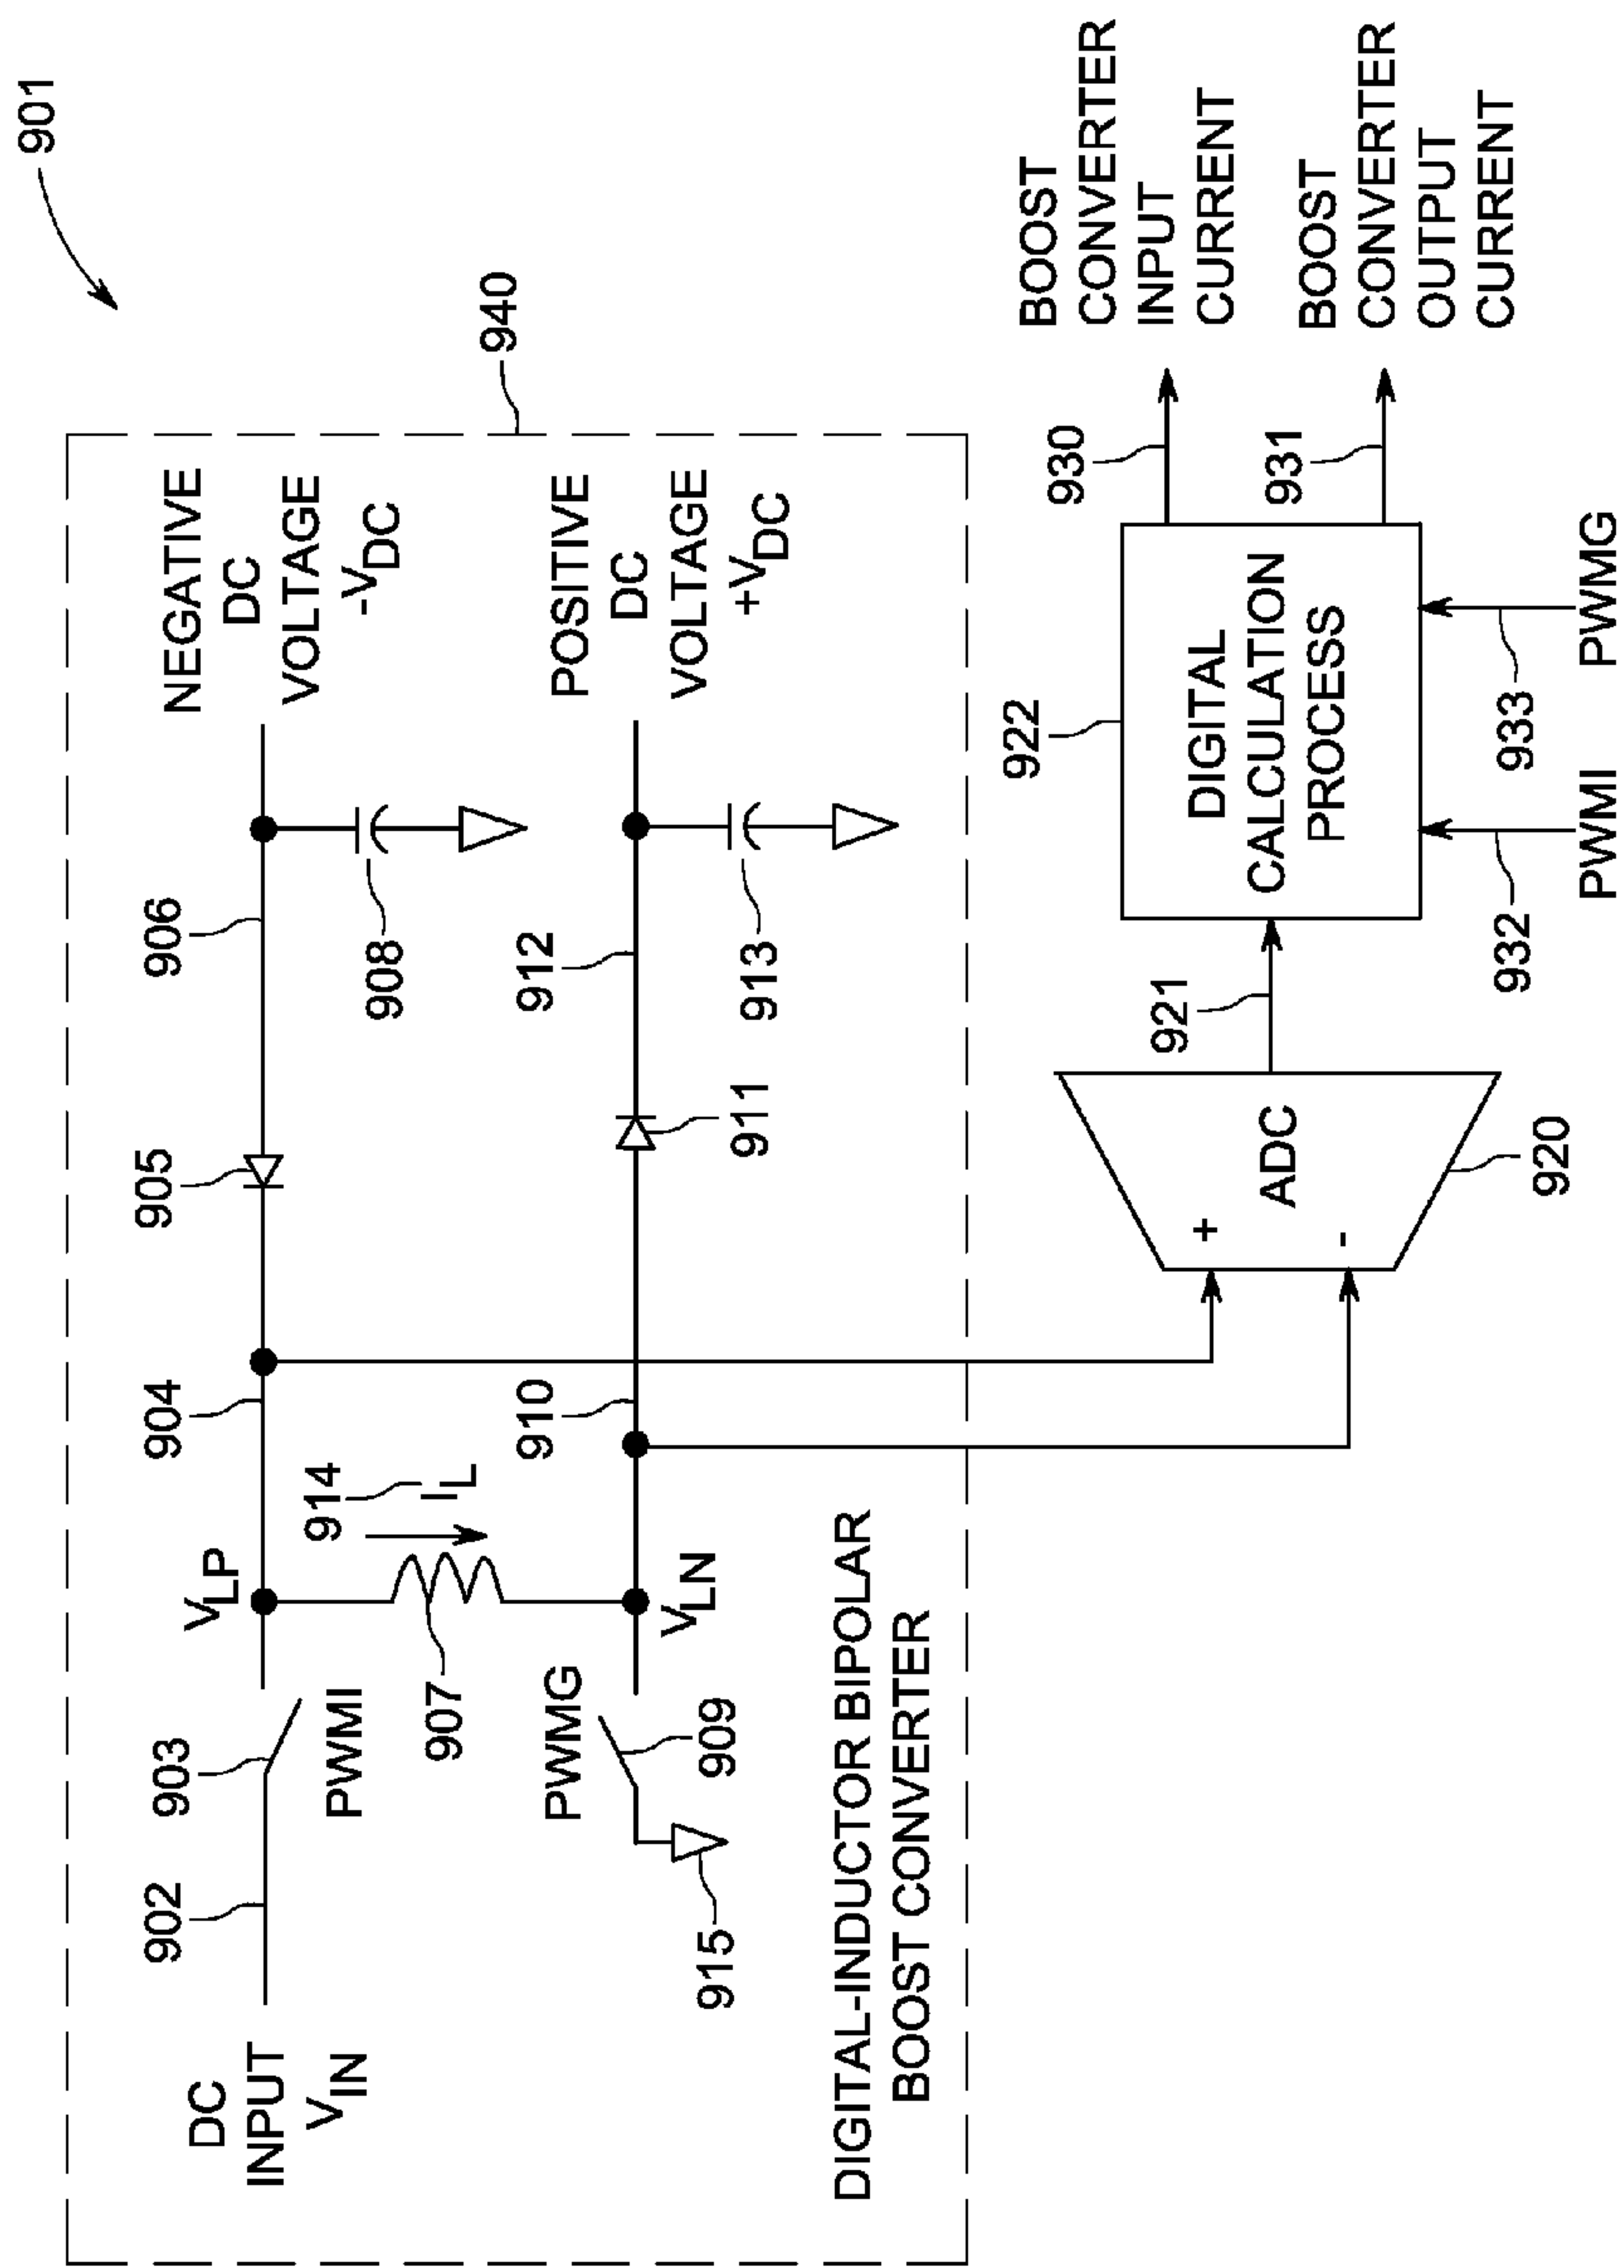 901
940
DC
INPUT
VIN
902
903
PWMI
VLP
904
905
906
NEGATIVE
DC
VOLTAGE
-VDC
908
914
IL
907
PWMG
909
915
VLN
910
911
912
913
POSITIVE
DC
VOLTAGE
+VDC
DIGITAL-INDUCTOR BIPOLAR
BOOST CONVERTER
+
-
ADC
920
921
922
DIGITAL
CALCULATION
PROCESS
930
BOOST
CONVERTER
INPUT
CURRENT
931
BOOST
CONVERTER
OUTPUT
CURRENT
932
PWMI
933
PWMG